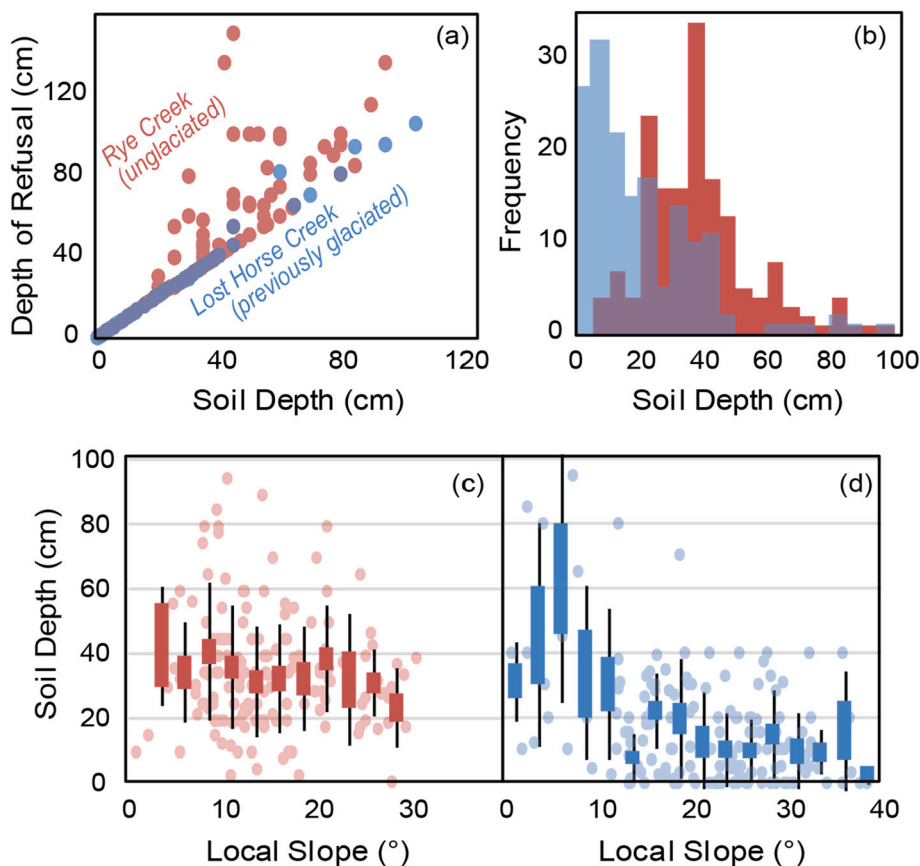 (a)
Depth of Refusal (cm)
120
80
40
0
Rye Creek
(unglaciated)
Lost Horse Creek
(previously glaciated)
0 40 80 120
Soil Depth (cm)
(b)
Frequency
30
20
10
0
0 20 40 60 80 100
Soil Depth (cm)
(c)
Soil Depth (cm)
100
80
60
40
20
0
0 10 20 30
Local Slope (°)
(d)
0 10 20 30 40
Local Slope (°)